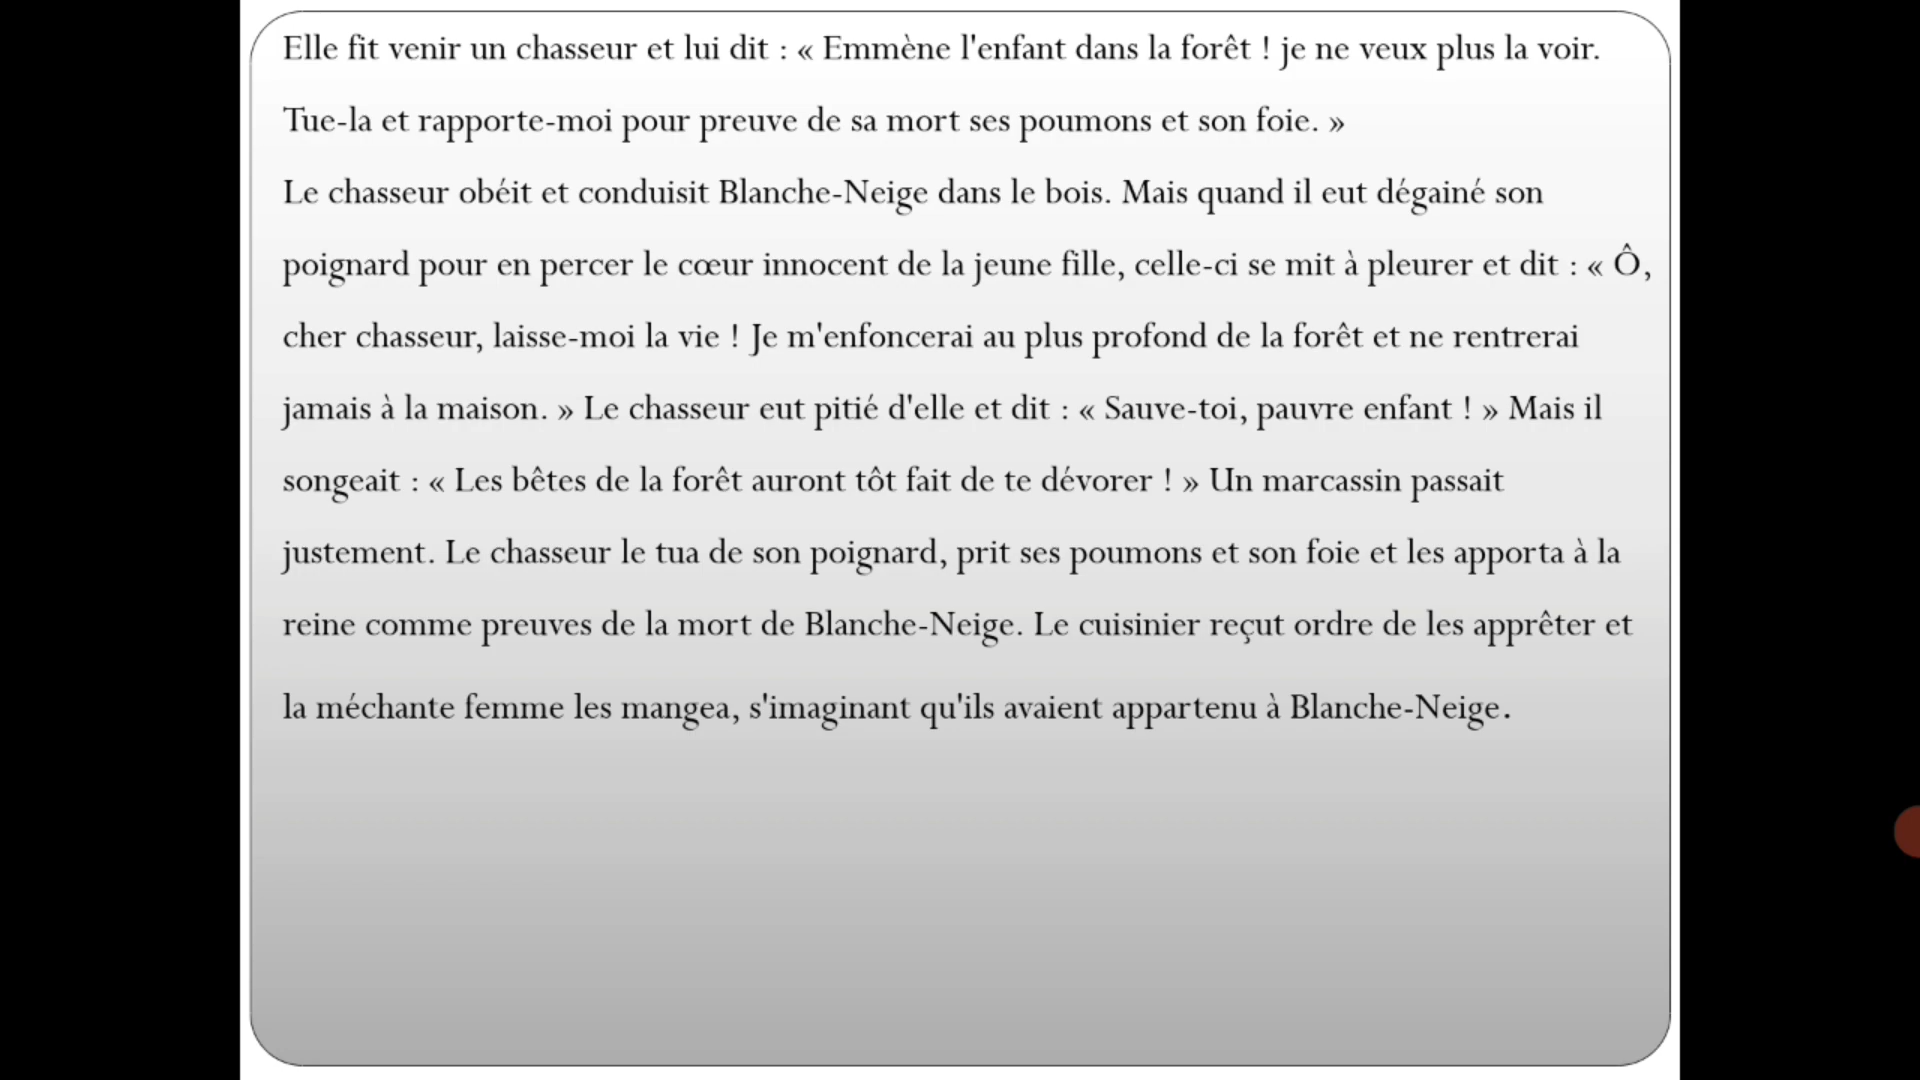 Elle fit venir un chasseur et lui dit : « Emmène l'enfant dans la forêt ! je ne veux plus la voir.
Tue-la et rapporte-moi pour preuve de sa mort ses poumons et son foie. »
Le chasseur obéit et conduisit Blanche-Neige dans le bois. Mais quand il eut dégainé son
poignard pour en percer le cœur innocent de la jeune fille, celle-ci se mit à pleurer et dit : « Ô,
cher chasseur, laisse-moi la vie ! Je m'enfoncerai au plus profond de la forêt et ne rentrerai
jamais à la maison. » Le chasseur eut pitié d'elle et dit : « Sauve-toi, pauvre enfant ! » Mais il
songeait : « Les bêtes de la forêt auront tôt fait de te dévorer ! » Un marcassin passait
justement. Le chasseur le tua de son poignard, prit ses poumons et son foie et les apporta à la
reine comme preuves de la mort de Blanche-Neige. Le cuisinier reçut ordre de les apprêter et
la méchante femme les mangea, s'imaginant qu'ils avaient appartenu à Blanche-Neige.